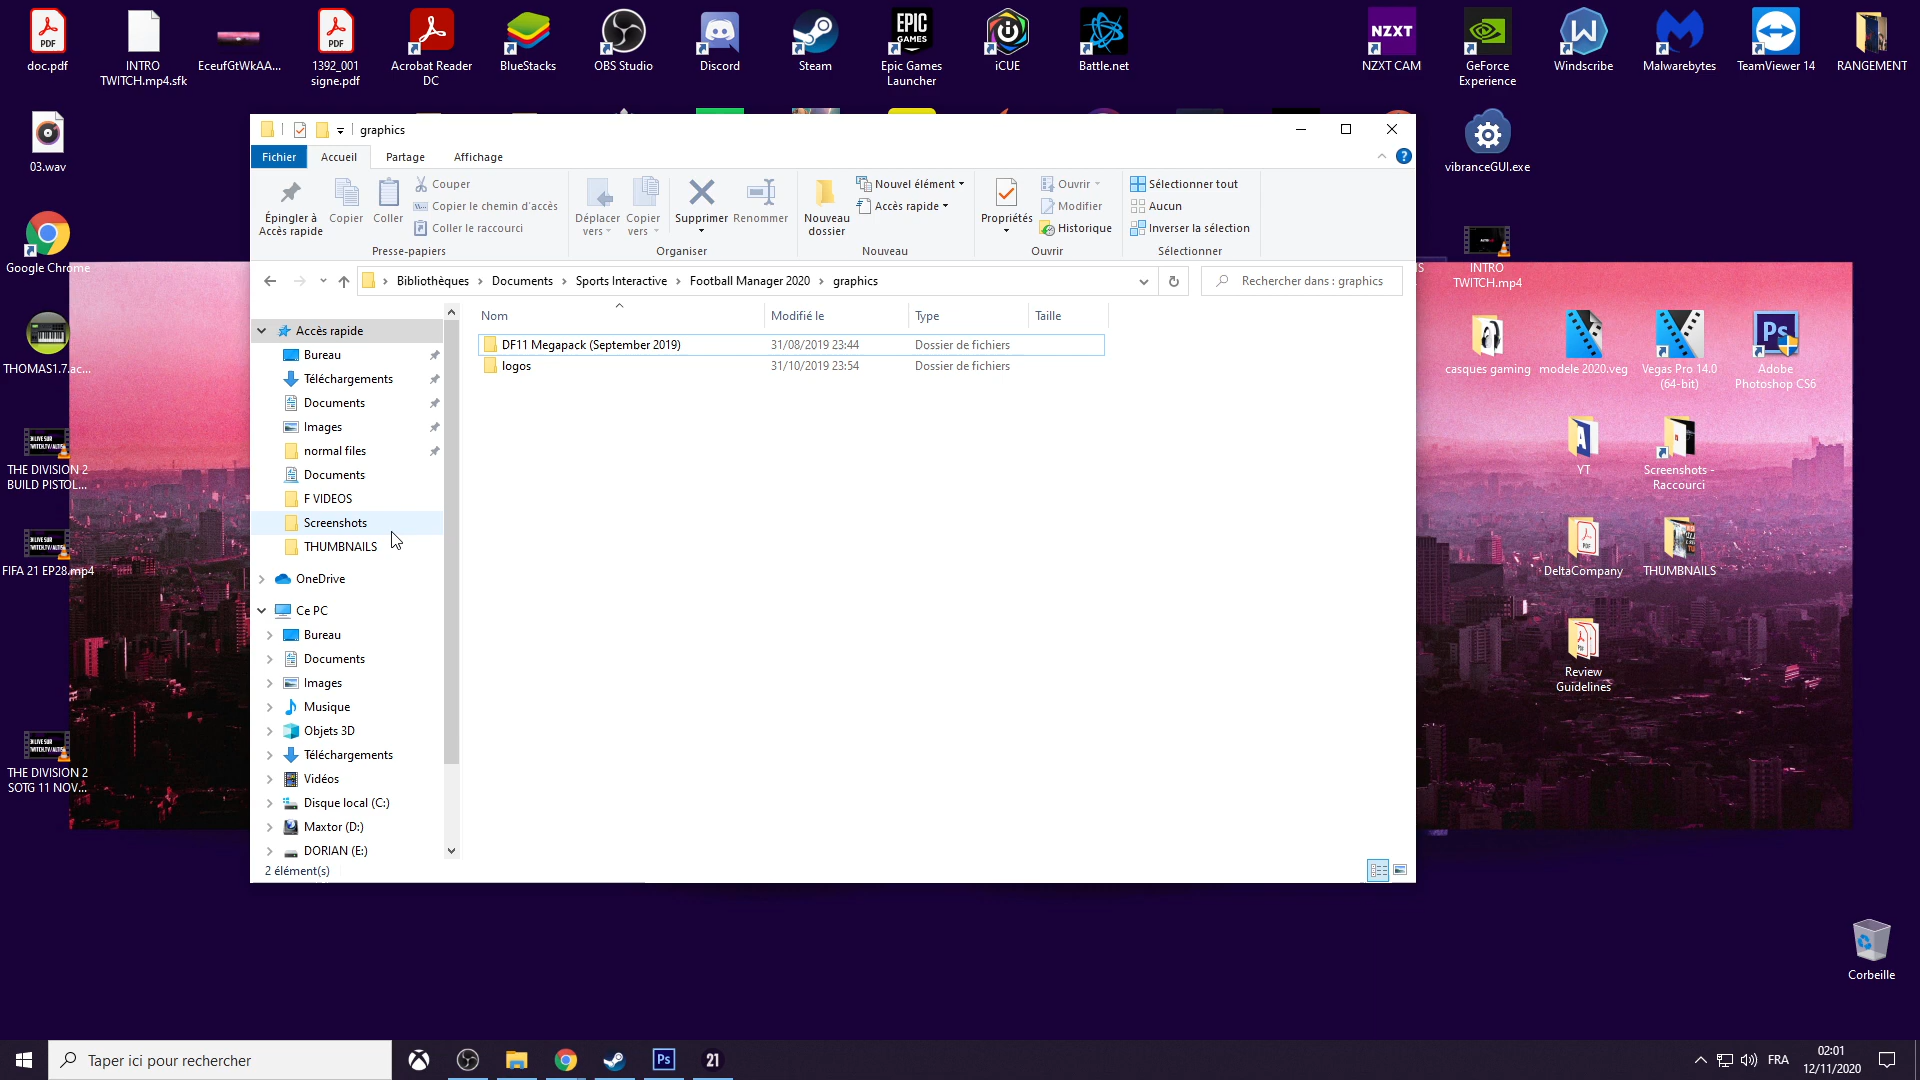 doc.pdf
INTRO
TWITCH.mp4.sfk
EceufGtWkAA...
1392_001
signe.pdf
Acrobat Reader
DC
BlueStacks
OBS Studio
Discord
Steam
Epic Games
Launcher
iCUE
Battle.net
NZXT CAM
GeForce
Experience
Windscribe
Malwarebytes
TeamViewer 14
RANGEMENT
03.wav
Google Chrome
THOMAS1.7.ac...
THE DIVISION 2
BUILD PISTOL...
FIFA 21 EP28.mp4
THE DIVISION 2
SOTG 11 NOV...
graphics
Fichier
Accueil
Partage
Affichage
Épingler à
Accès rapide
Copier
Coller
Couper
Copier le chemin d'accès
Coller le raccourci
Presse-papiers
Déplacer
vers
Copier
vers
Supprimer
Renommer
Organiser
Nouveau
dossier
Nouvel élément
Accès rapide
Nouveau
Propriétés
Ouvrir
Modifier
Historique
Ouvrir
Sélectionner tout
Aucun
Inverser la sélection
Sélectionner
Bibliothèques > Documents > Sports Interactive > Football Manager 2020 > graphics
Rechercher dans : graphics
Nom
Modifié le
Type
Taille
DF11 Megapack (September 2019) 31/08/2019 23:44 Dossier de fichiers
logos 31/10/2019 23:54 Dossier de fichiers
Accès rapide
Bureau
Téléchargements
Documents
Images
normal files
Documents
F VIDEOS
Screenshots
THUMBNAILS
OneDrive
Ce PC
Bureau
Documents
Images
Musique
Objets 3D
Téléchargements
Vidéos
Disque local (C:)
Maxtor (D:)
DORIAN (E:)
2 élément(s)
vibranceGUI.exe
INTRO
TWITCH.mp4
casques gaming
modele 2020.veg
Vegas Pro 14.0
(64-bit)
Adobe
Photoshop CS6
YT
Screenshots -
Raccourci
DeltaCompany
THUMBNAILS
Review
Guidelines
Corbeille
Taper ici pour rechercher
Ps
21
FRA
02:01
12/11/2020